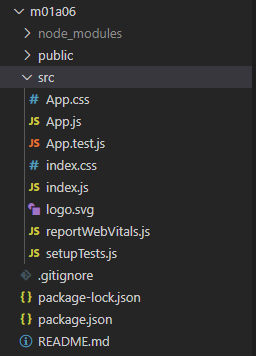 m01a06
node_modules
public
src
# App.css
JS App.js
JS App.test.js
# index.css
JS index.js
logo.svg
JS reportWebVitals.js
JS setupTests.js
.gitignore
{} package-lock.json
{} package.json
README.md